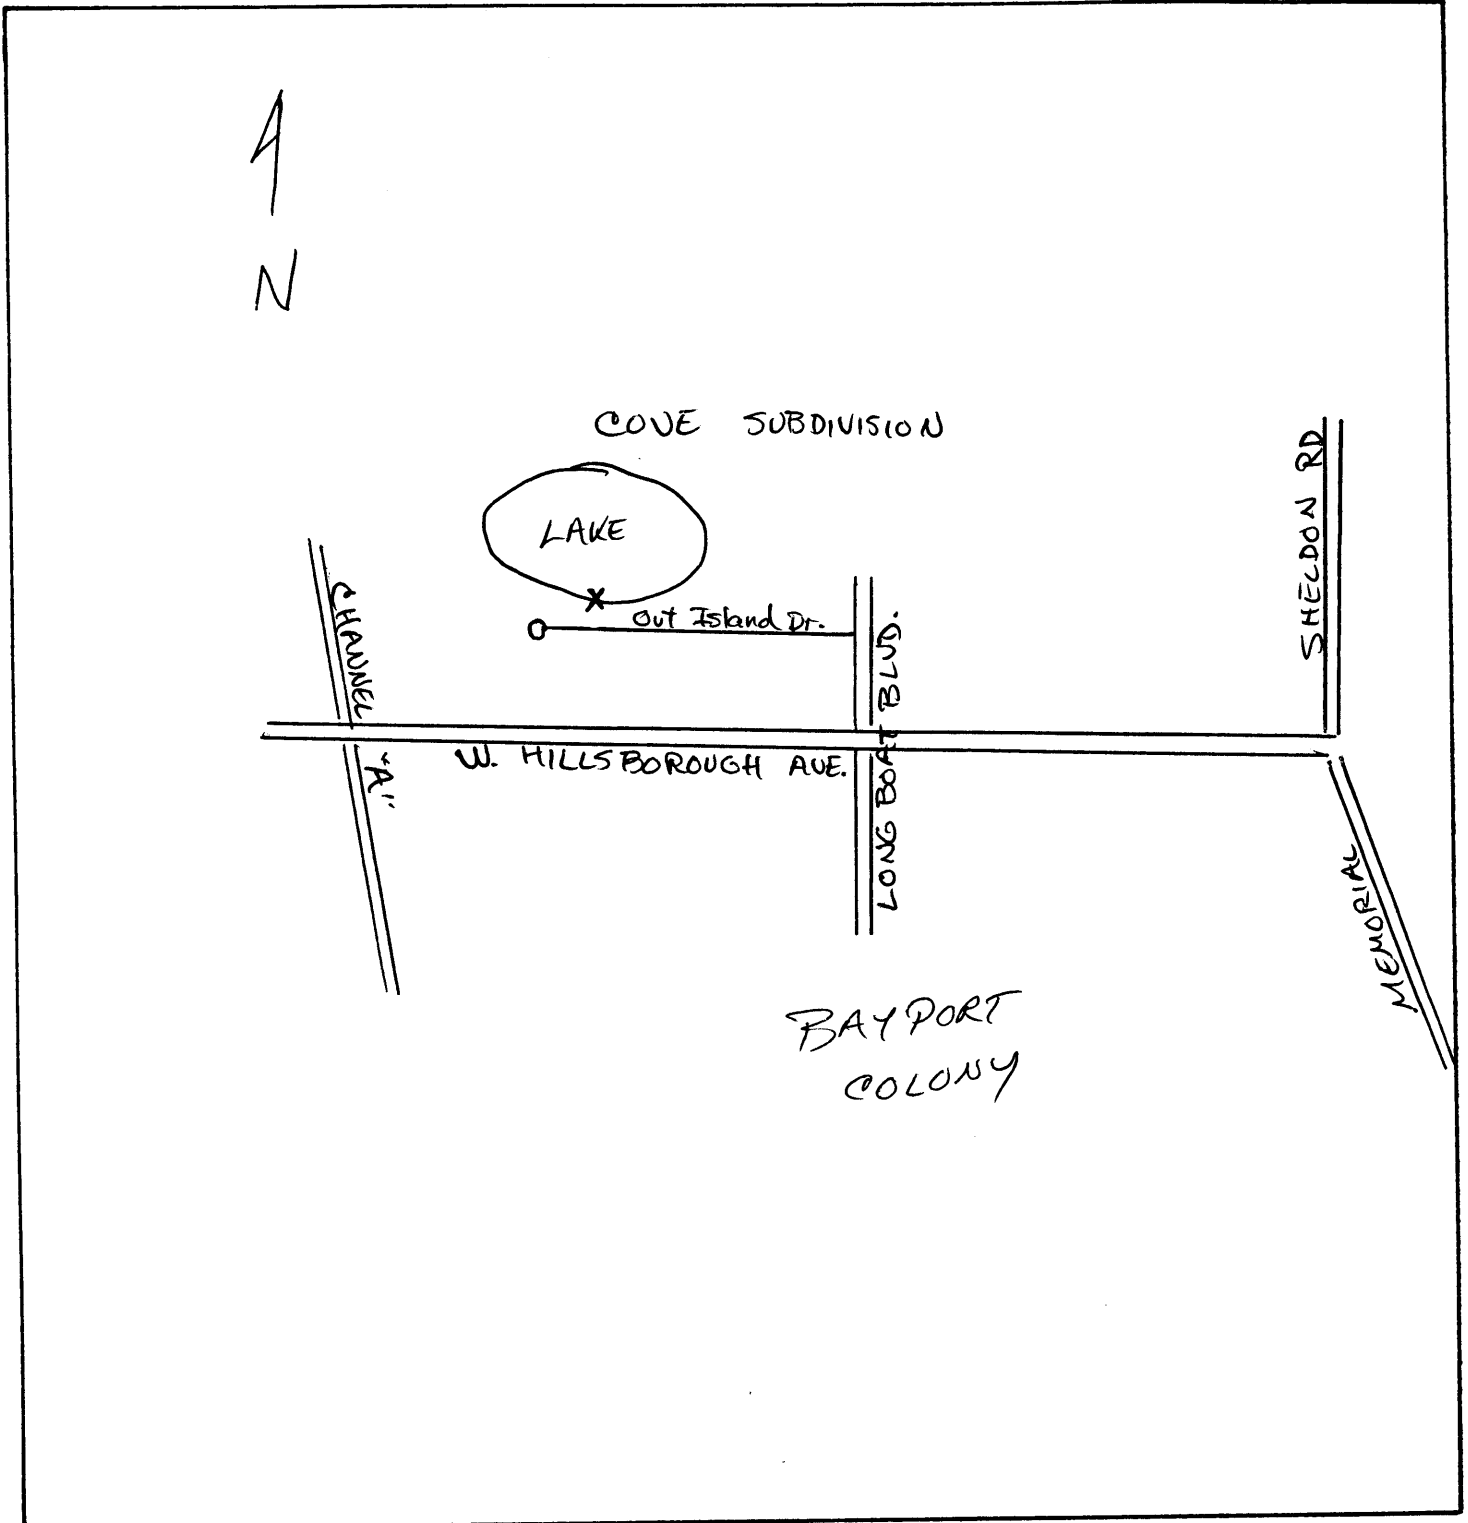 N
COVE SUBDIVISION
LAKE
X
Out Island Dr.
SHELDON RD
CHANNEL "A"
LONG BOAT BLVD.
W. HILLSBOROUGH AVE.
MEMORIAL
BAYPORT
COLONY